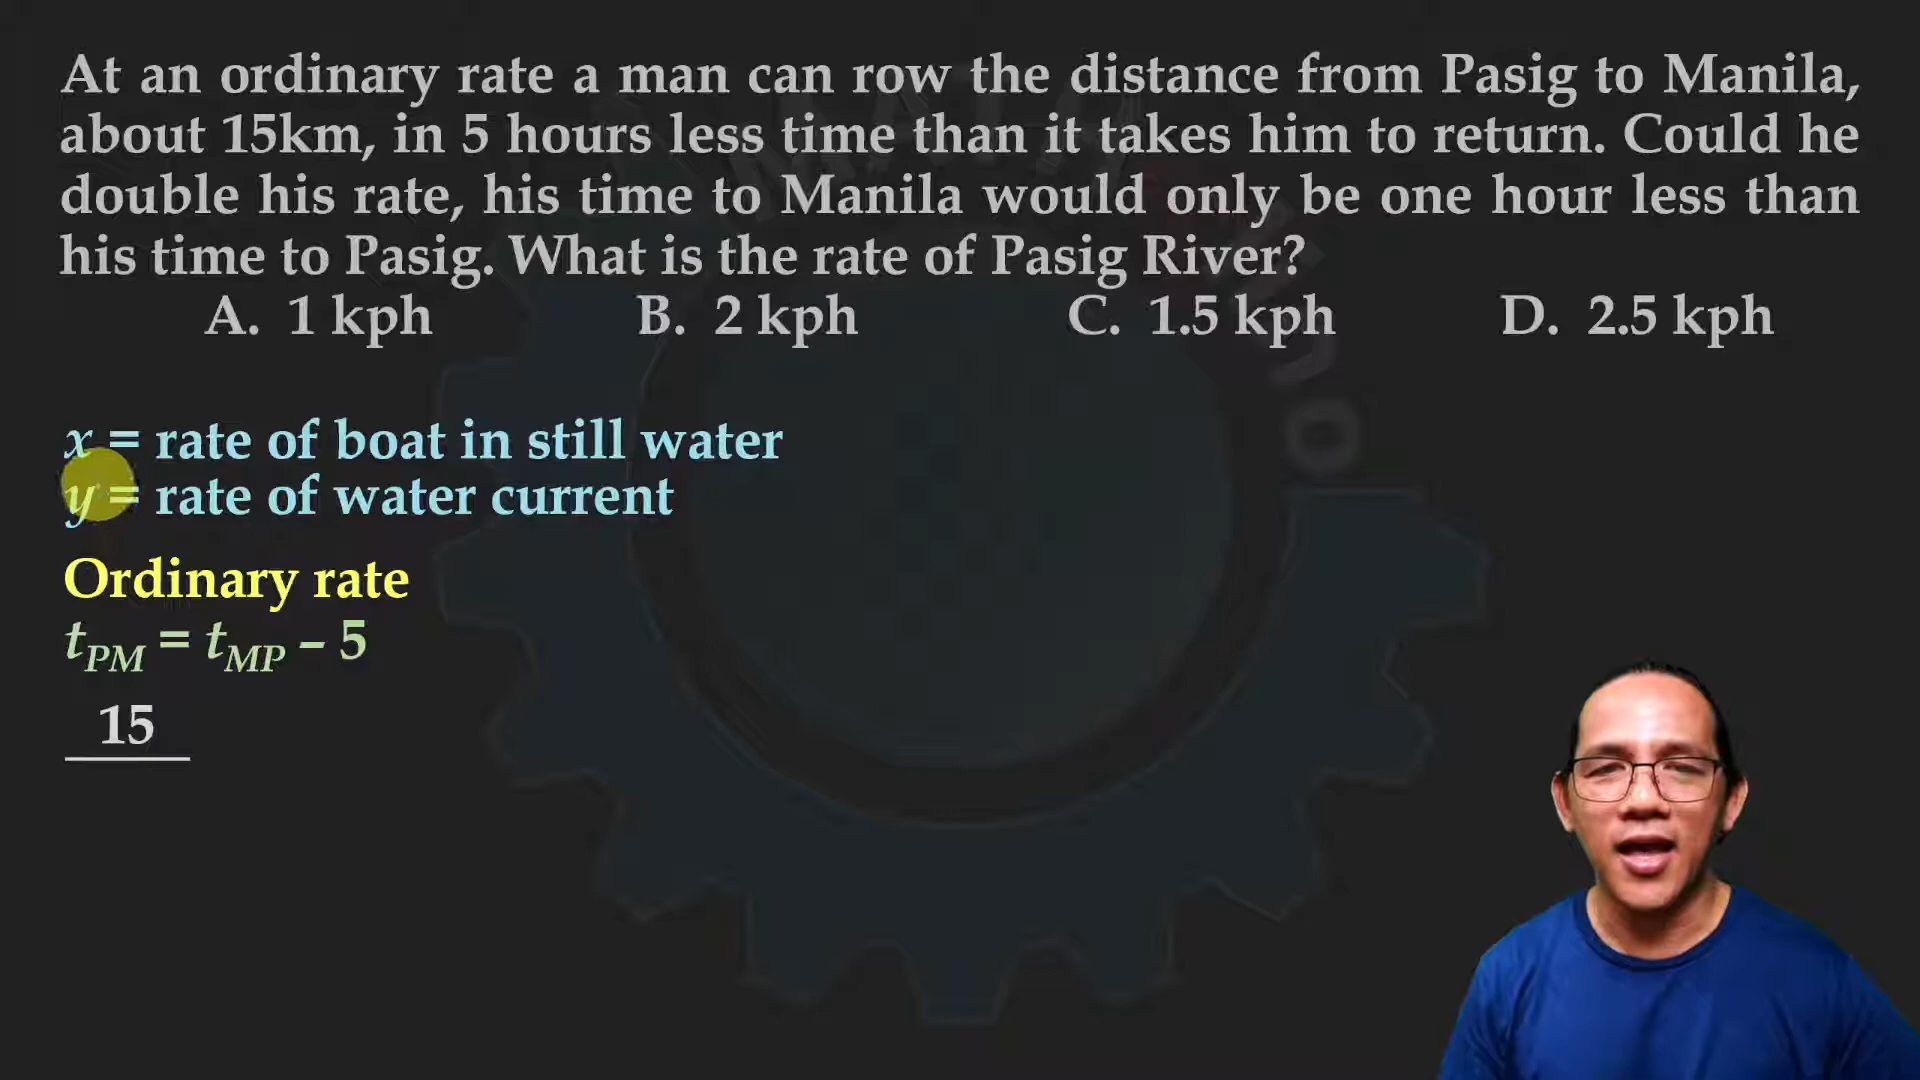 At an ordinary rate a man can row the distance from Pasig to Manila,
about 15km, in 5 hours less time than it takes him to return. Could he
double his rate, his time to Manila would only be one hour less than
his time to Pasig. What is the rate of Pasig River?
A. 1 kph B. 2 kph C. 1.5 kph D. 2.5 kph
x = rate of boat in still water
y = rate of water current
Ordinary rate
tPM = tMP – 5
15